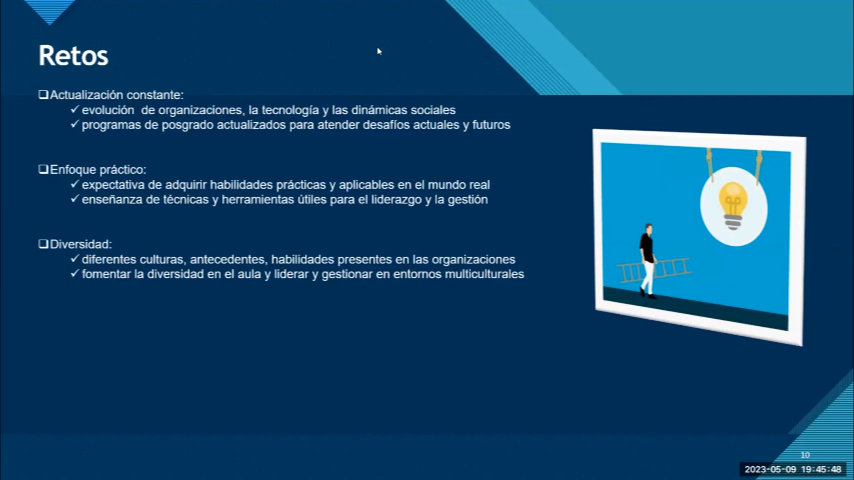 Retos
❑Actualización constante:
✓evolución de organizaciones, la tecnología y las dinámicas sociales
✓programas de posgrado actualizados para atender desafíos actuales y futuros
❑Enfoque práctico:
✓expectativa de adquirir habilidades prácticas y aplicables en el mundo real
✓enseñanza de técnicas y herramientas útiles para el liderazgo y la gestión
❑Diversidad:
✓diferentes culturas, antecedentes, habilidades presentes en las organizaciones
✓fomentar la diversidad en el aula y liderar y gestionar en entornos multiculturales
10
2023-05-09 19:45:48